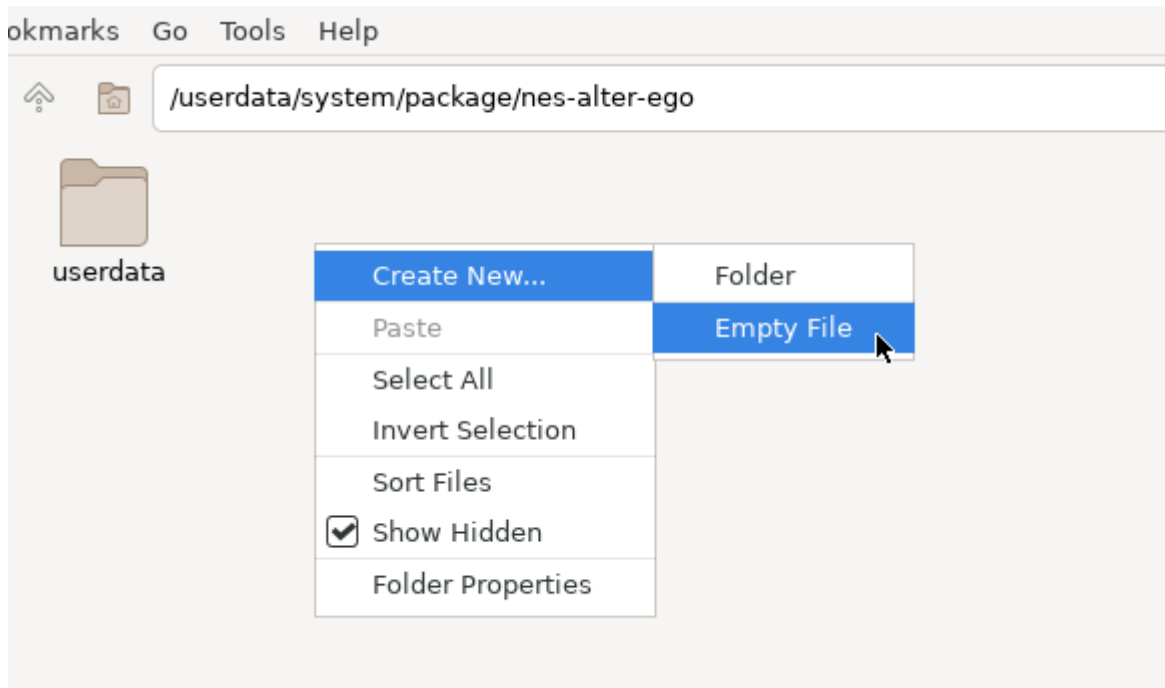 okmarks Go Tools Help
/userdata/system/package/nes-alter-ego
userdata
Create New...
Folder
Paste
Empty File
Select All
Invert Selection
Sort Files
Show Hidden
Folder Properties